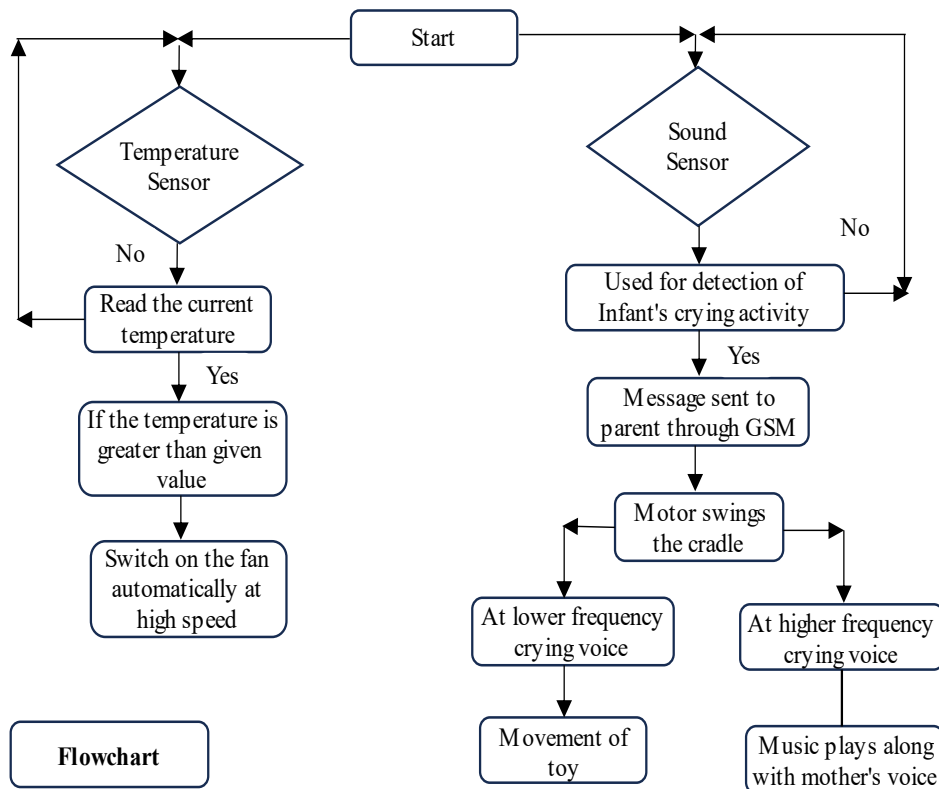 Start
Temperature
Sensor
No
Read the current
temperature
Yes
If the temperature is
greater than given
value
Switch on the fan
automatically at
high speed
Sound
Sensor
No
Used for detection of
Infant's crying activity
Yes
Message sent to
parent through GSM
Motor swings
the cradle
At lower frequency
crying voice
Movement of
toy
At higher frequency
crying voice
Music plays along
with mother's voice
Flowchart